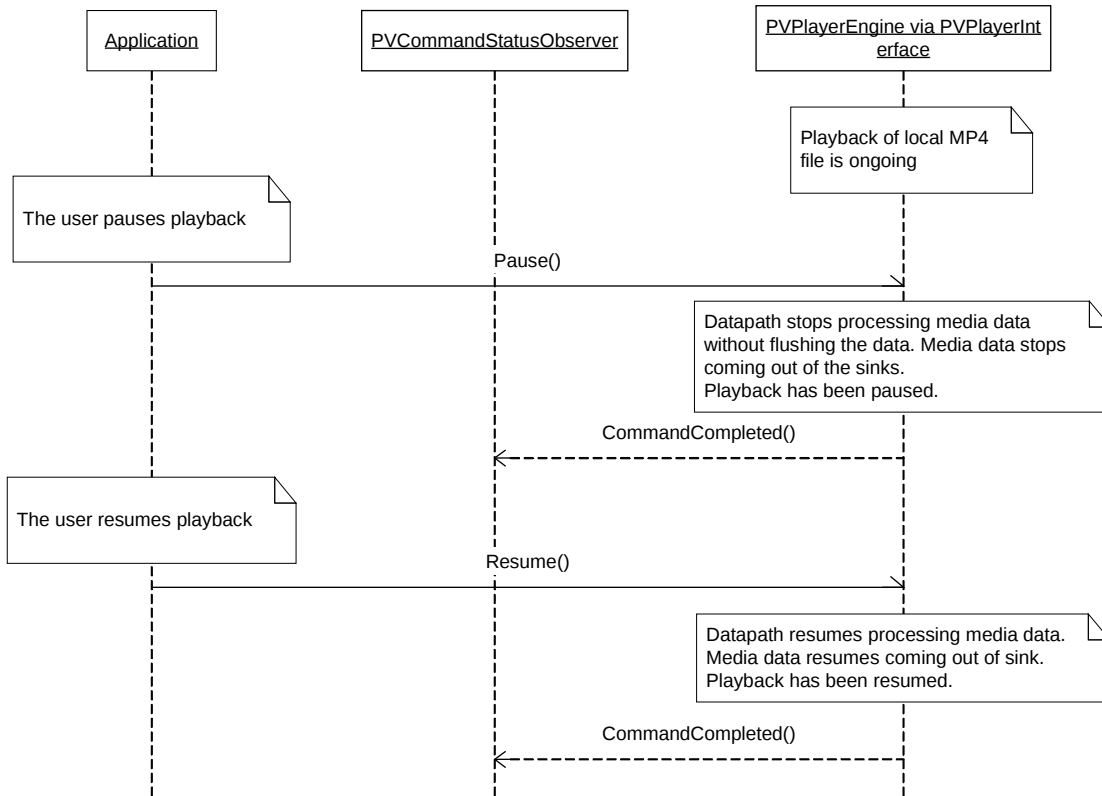 Application
PVCommandStatusObserver
PVPlayerEngine via PVPlayerInt
erface
Playback of local MP4
file is ongoing
The user pauses playback
Pause()
Datapath stops processing media data
without flushing the data. Media data stops
coming out of the sinks.
Playback has been paused.
CommandCompleted()
The user resumes playback
Resume()
Datapath resumes processing media data.
Media data resumes coming out of sink.
Playback has been resumed.
CommandCompleted()